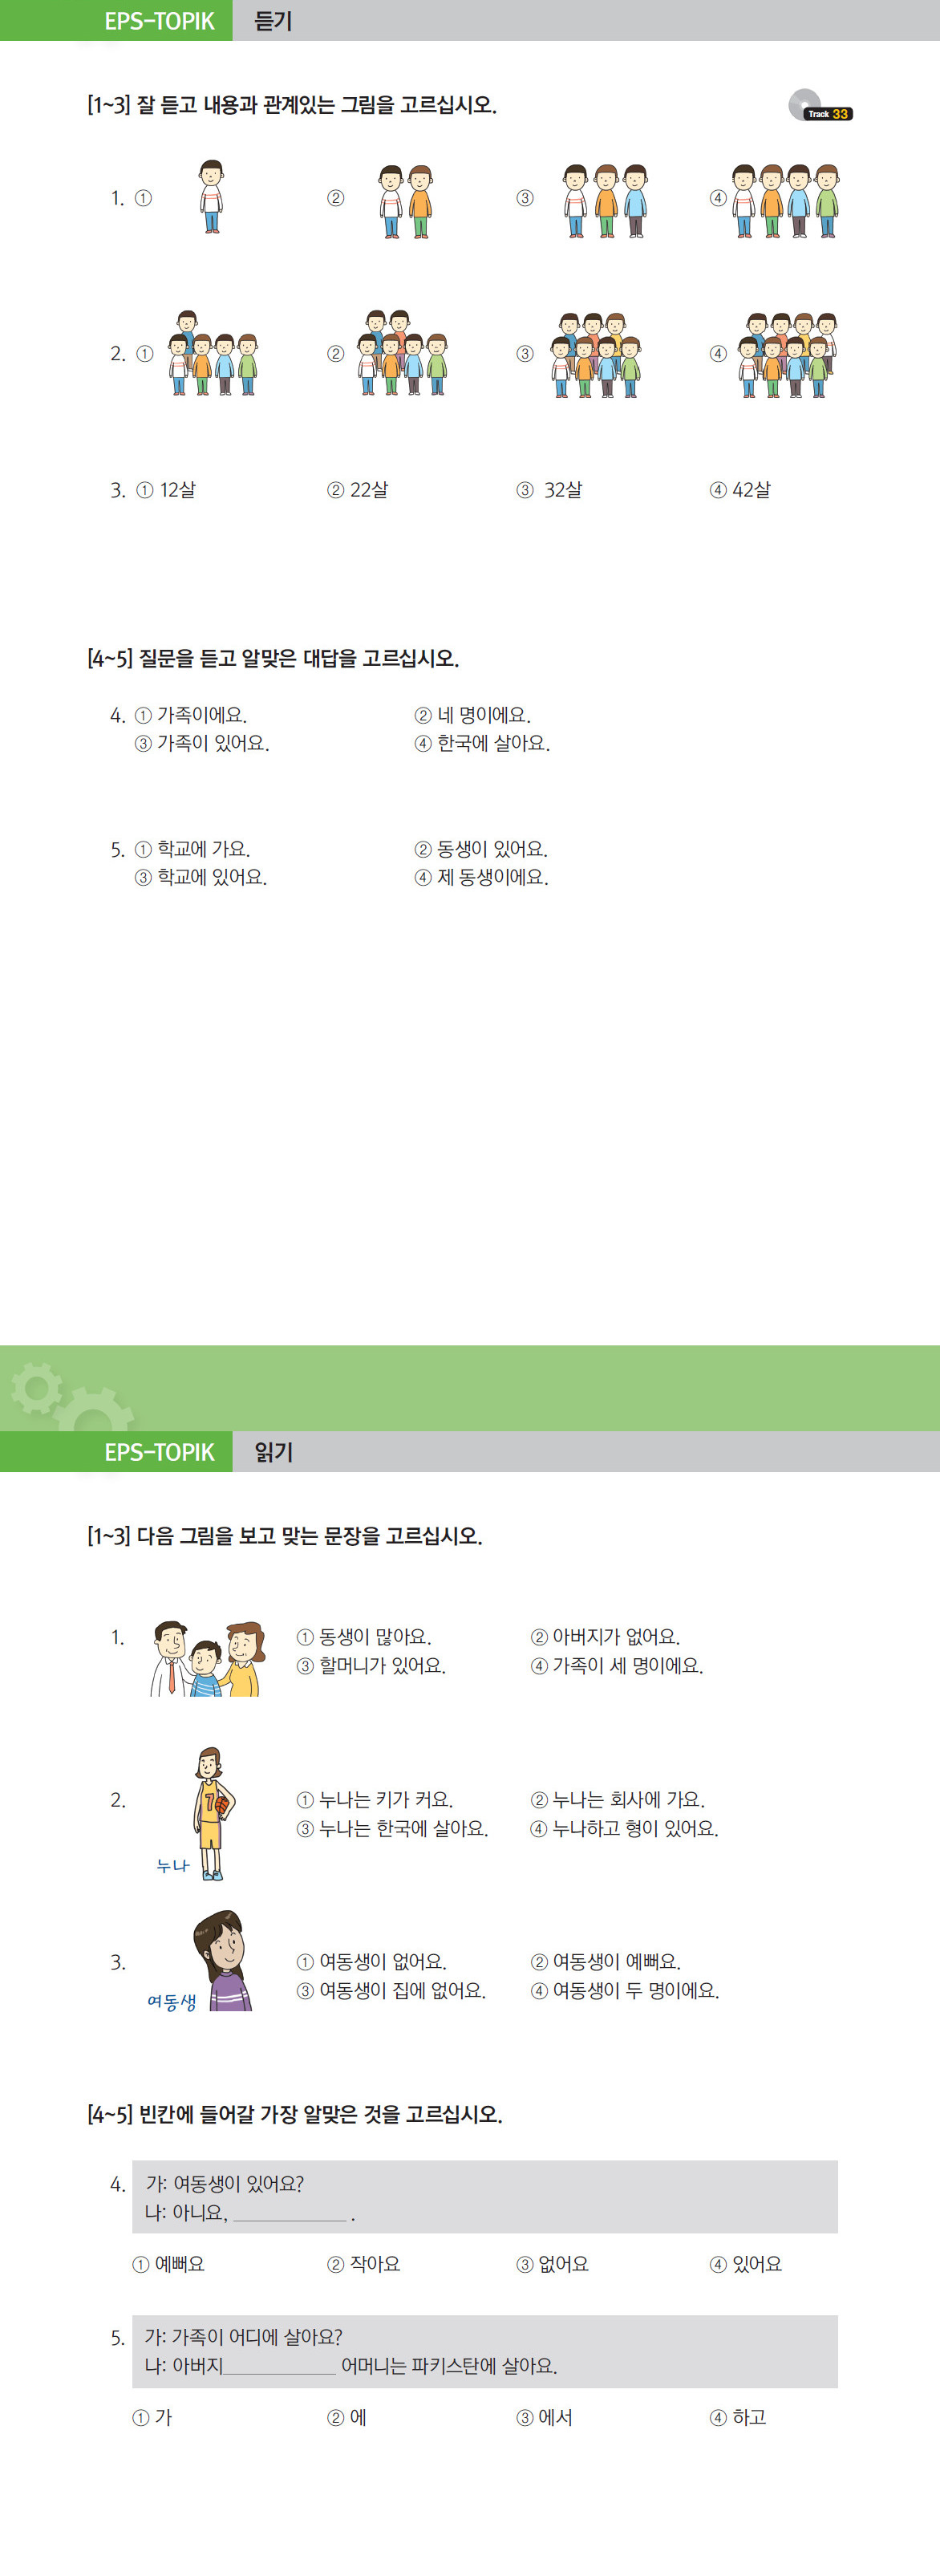 EPS-TOPIK 듣기
[1~3] 잘 듣고 내용과 관계있는 그림을 고르십시오.
Track 33
1. ① ② ③ ④
2. ① ② ③ ④
3. ① 12살 ② 22살 ③ 32살 ④ 42살
[4~5] 질문을 듣고 알맞은 대답을 고르십시오.
4. ① 가족이에요. ② 네 명이에요.
③ 가족이 있어요. ④ 한국에 살아요.
5. ① 학교에 가요. ② 동생이 있어요.
③ 학교에 있어요. ④ 제 동생이에요.
EPS-TOPIK 읽기
[1~3] 다음 그림을 보고 맞는 문장을 고르십시오.
1. ① 동생이 많아요. ② 아버지가 없어요.
③ 할머니가 있어요. ④ 가족이 세 명이에요.
7
2. ① 누나는 키가 커요. ② 누나는 회사에 가요.
③ 누나는 한국에 살아요. ④ 누나하고 형이 있어요.
누나
3. ① 여동생이 없어요. ② 여동생이 예뻐요.
③ 여동생이 집에 없어요. ④ 여동생이 두 명이에요.
여동생
[4~5] 빈칸에 들어갈 가장 알맞은 것을 고르십시오.
4. 가: 여동생이 있어요?
나: 아니요, ____________ .
① 예뻐요 ② 작아요 ③ 없어요 ④ 있어요
5. 가: 가족이 어디에 살아요?
나: 아버지____________ 어머니는 파키스탄에 살아요.
① 가 ② 에 ③ 에서 ④ 하고